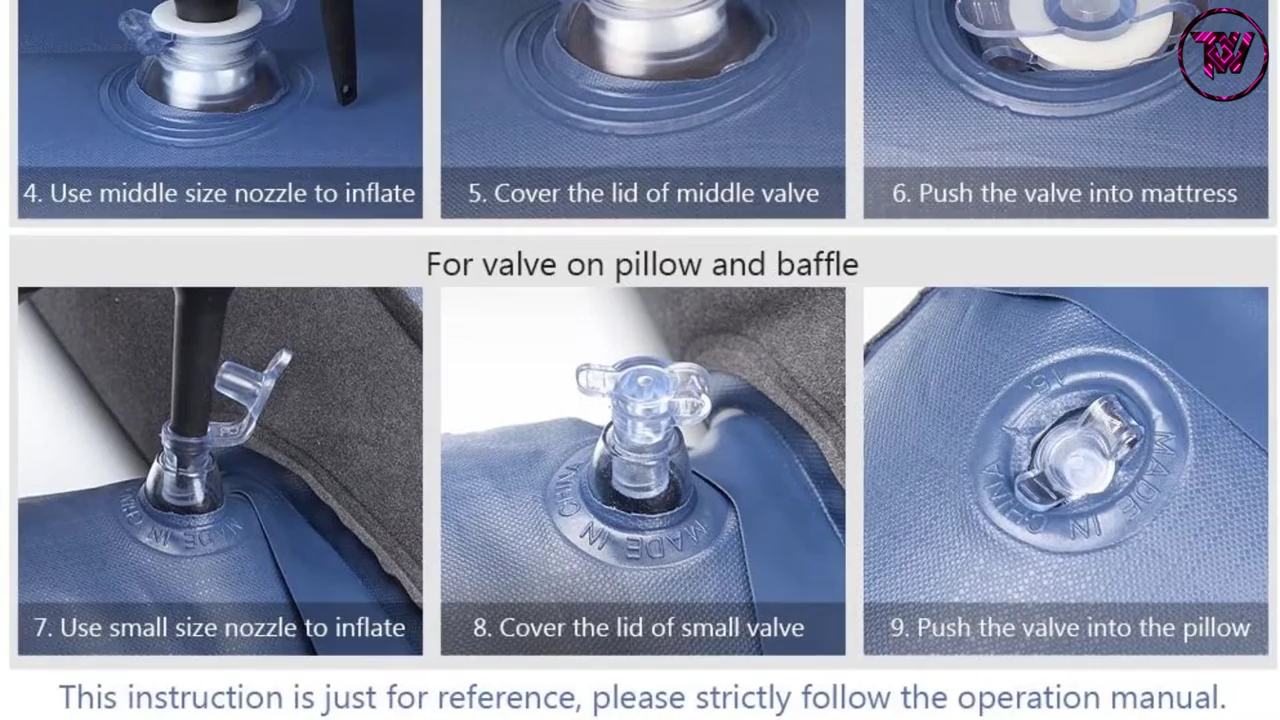 TW
4. Use middle size nozzle to inflate
5. Cover the lid of middle valve
6. Push the valve into mattress
For valve on pillow and baffle
MADE IN CHI
MADE IN CHINA
MADE IN CHINA
16
7. Use small size nozzle to inflate
8. Cover the lid of small valve
9. Push the valve into the pillow
This instruction is just for reference, please strictly follow the operation manual.